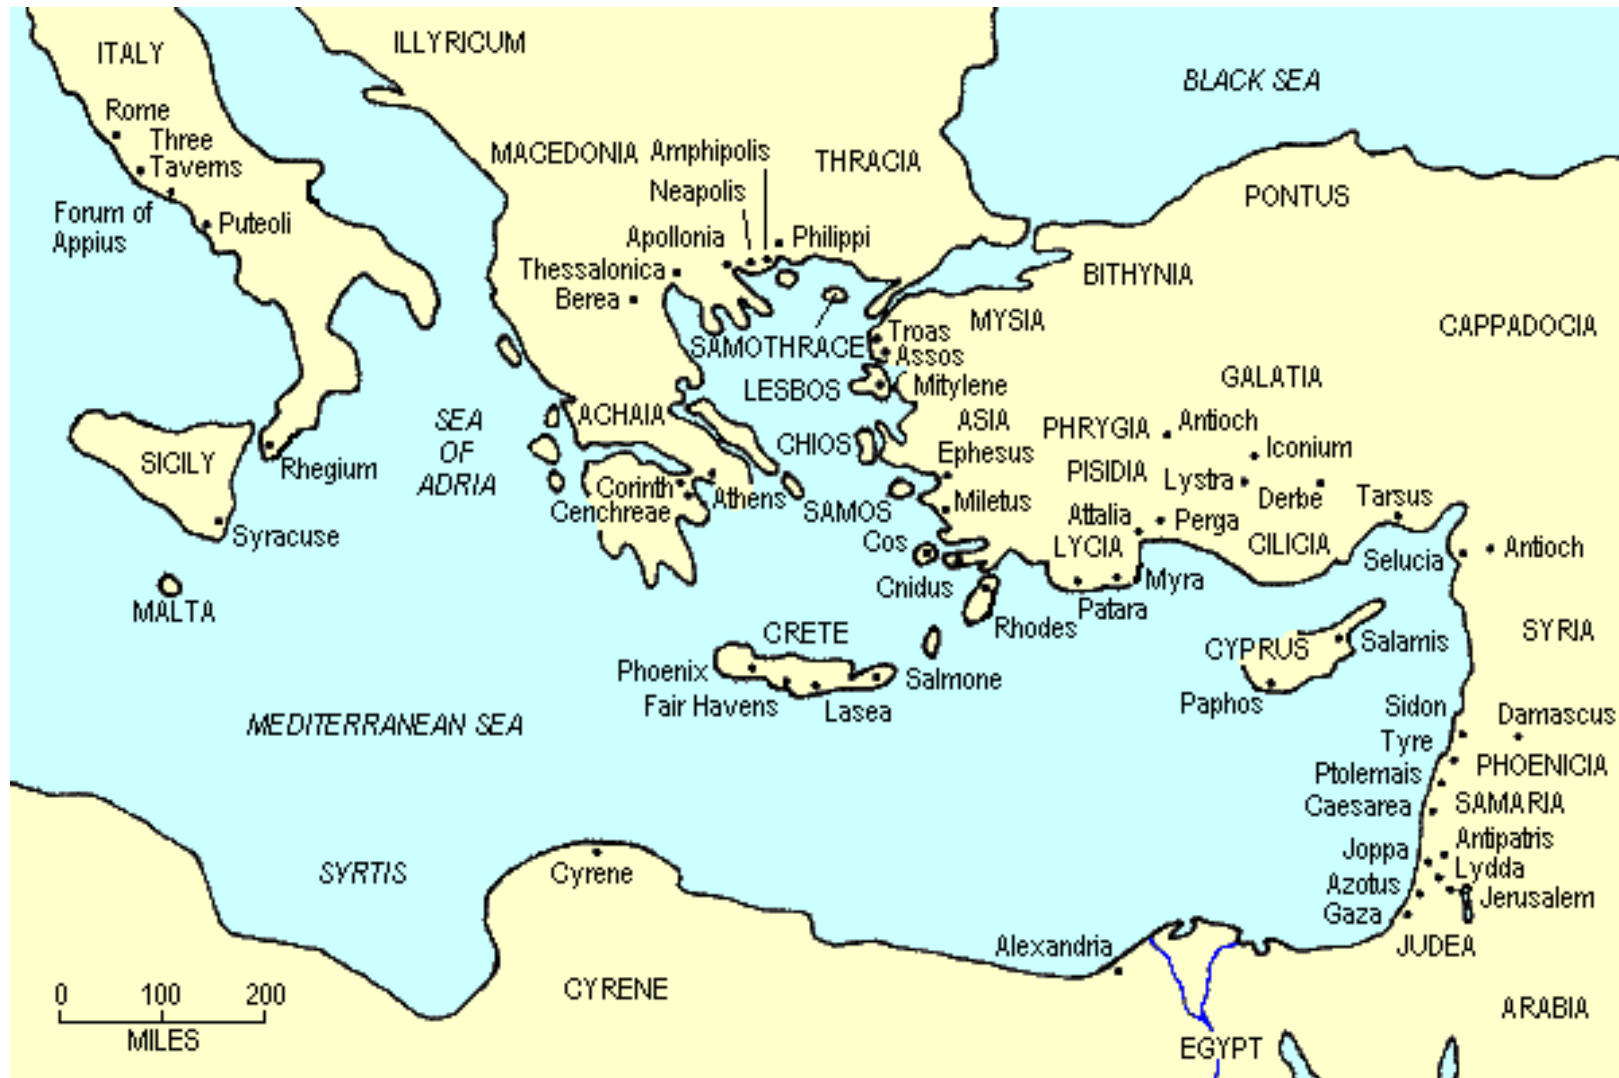 ITALY
ILLYRICUM
BLACK SEA
Rome
Three
Taverns
MACEDONIA
Amphipolis
THRACIA
Neapolis
PONTUS
Forum of
Appius
Puteoli
Apollonia
Philippi
Thessalonica
BITHYNIA
Berea
MYSIA
CAPPADOCIA
Troas
SAMOTHRACE
Assos
GALATIA
LESBOS
Mitylene
SEA
OF
ADRIA
ACHAIA
ASIA
PHRYGIA
Antioch
CHIOS
Iconium
SICILY
Rhegium
Ephesus
PISIDIA
Lystra
Derbe
Tarsus
Corinth
Athens
Cenchreae
SAMOS
Miletus
Attalia
Perga
Syracuse
Cos
LYCIA
CILICIA
Selucia
Antioch
MALTA
Cnidus
Myra
Patara
Rhodes
CRETE
CYPRUS
Salamis
SYRIA
Phoenix
Salmone
Fair Havens
Lasea
Paphos
Sidon
Damascus
MEDITERRANEAN SEA
Tyre
PHOENICIA
Ptolemais
Caesarea
SAMARIA
Antipatris
Joppa
Lydda
SYRTIS
Cyrene
Azotus
Jerusalem
Gaza
Alexandria
JUDEA
CYRENE
0 100 200
MILES
ARABIA
EGYPT